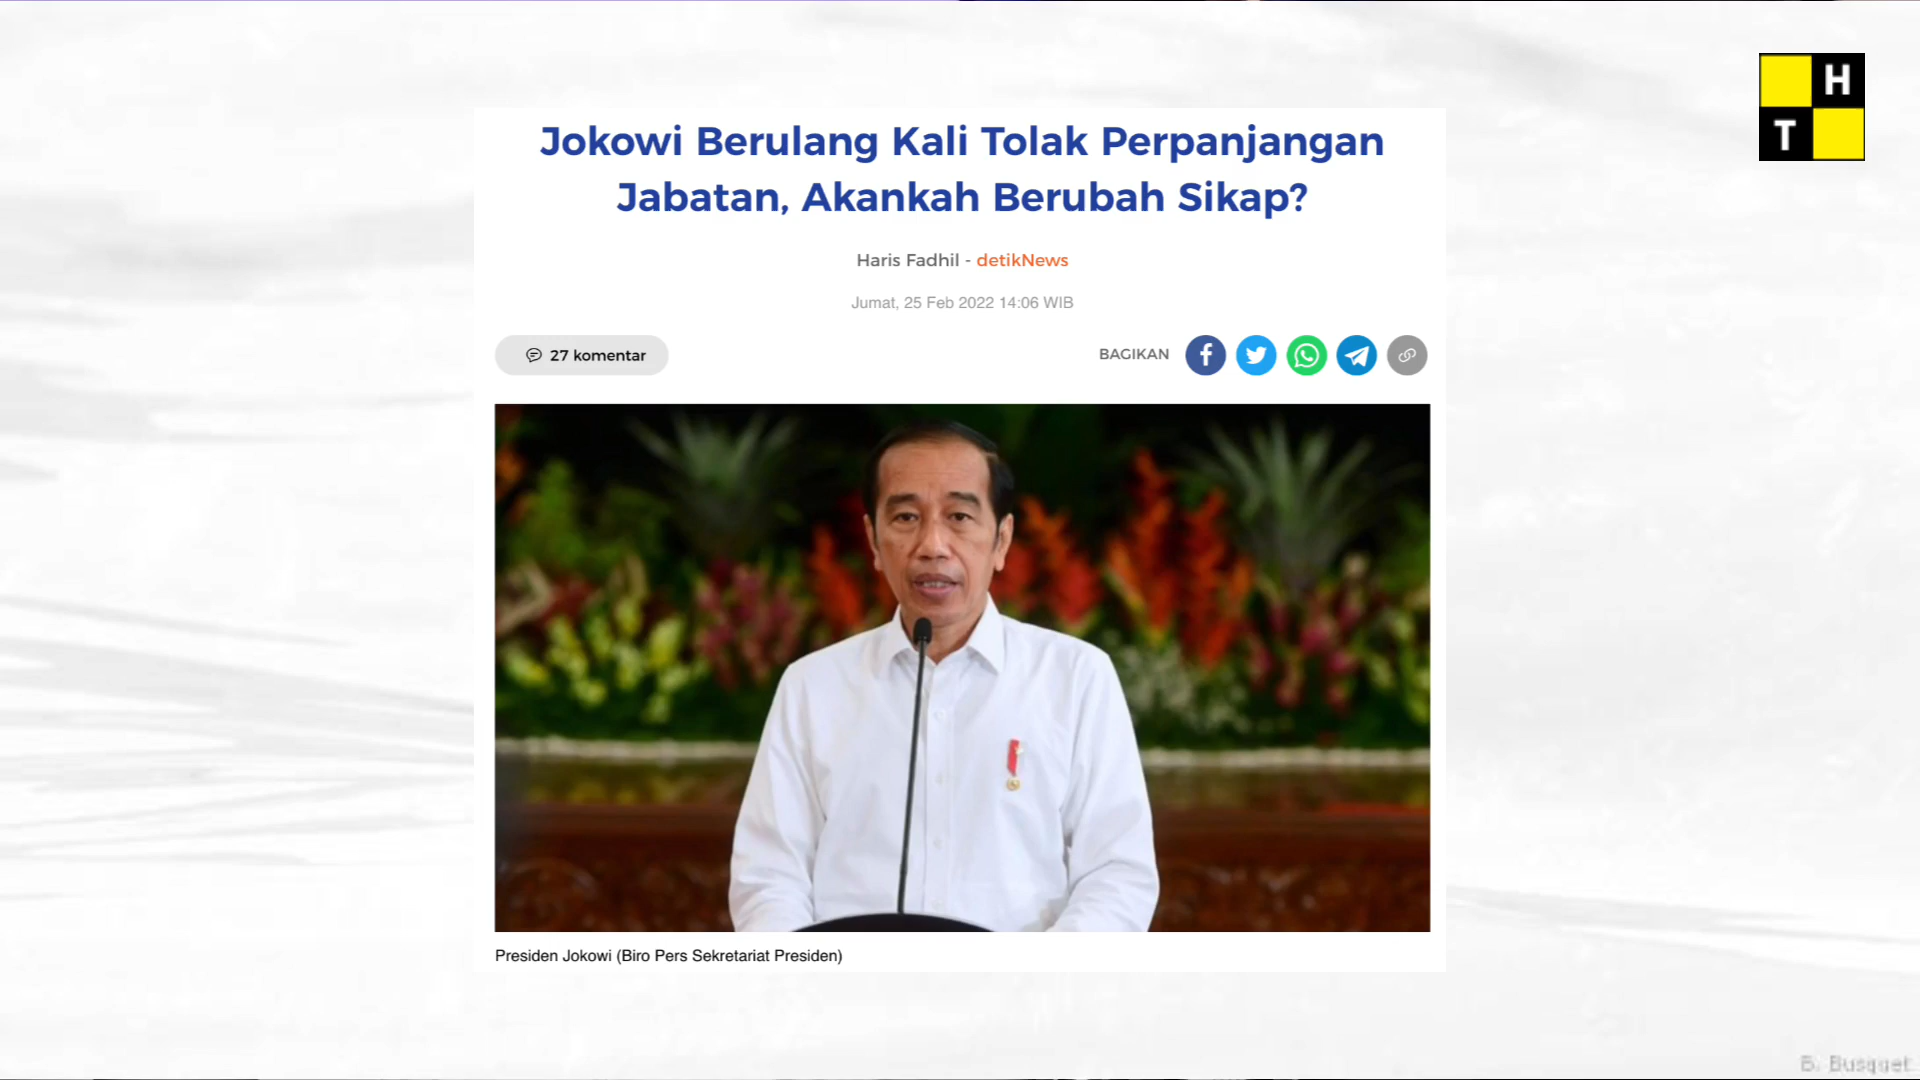 H
T
Jokowi Berulang Kali Tolak Perpanjangan
Jabatan, Akankah Berubah Sikap?
Haris Fadhil - detikNews
Jumat, 25 Feb 2022 14:06 WIB
27 komentar
BAGIKAN
Presiden Jokowi (Biro Pers Sekretariat Presiden)